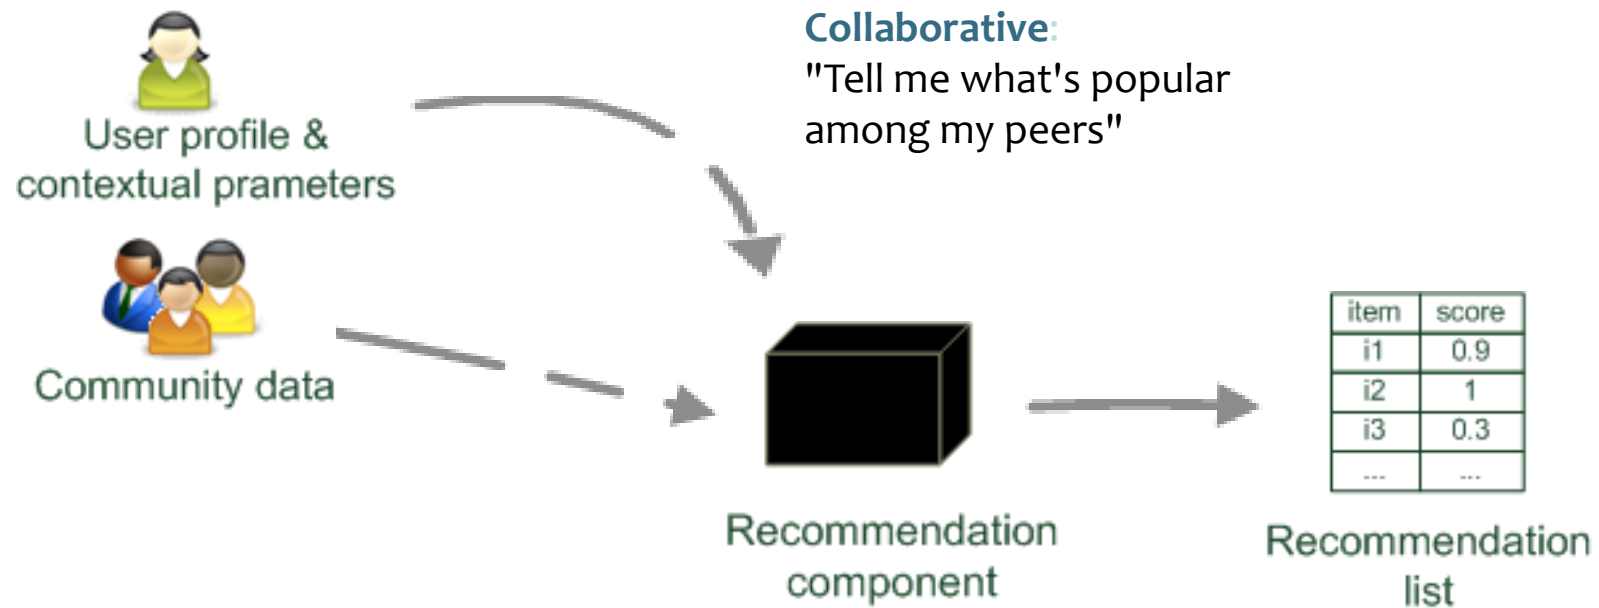 Collaborative:
"Tell me what's popular
among my peers"
User profile &
contextual prameters
Community data
Recommendation
component
item score
i1 0.9
i2 1
i3 0.3
... ...
Recommendation
list